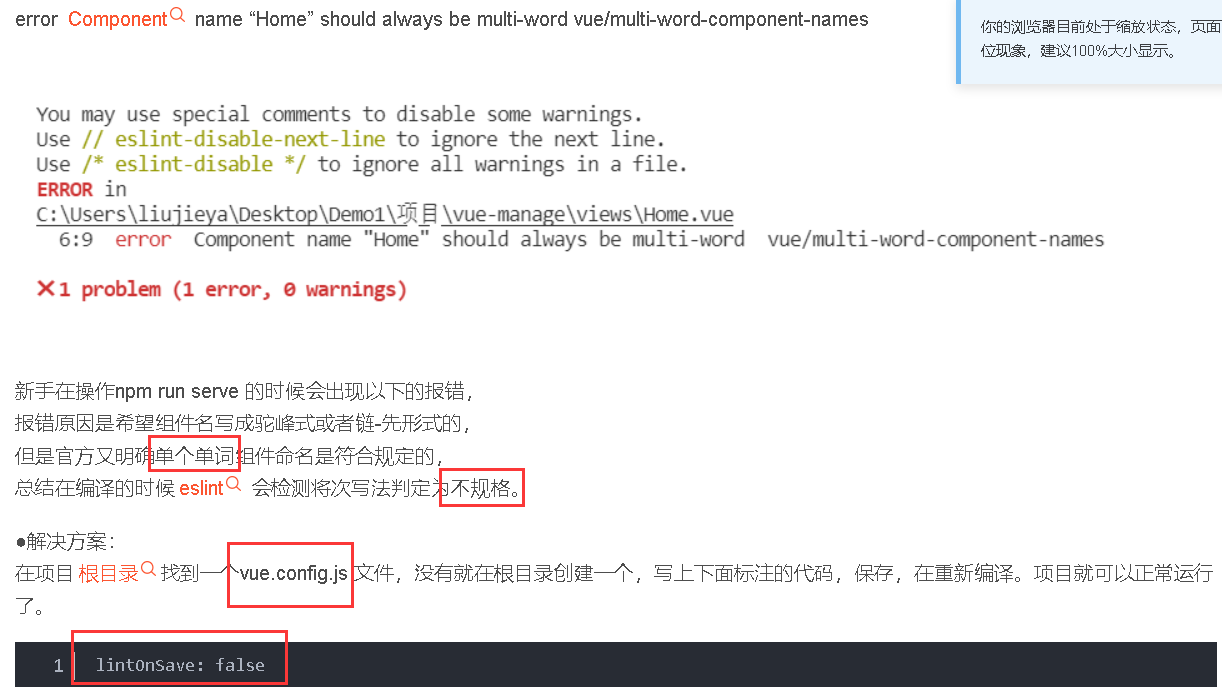 error Component name “Home” should always be multi-word vue/multi-word-component-names
你的浏览器目前处于缩放状态，页面
位现象，建议100%大小显示。
You may use special comments to disable some warnings.
Use // eslint-disable-next-line to ignore the next line.
Use /* eslint-disable */ to ignore all warnings in a file.
ERROR in
C:\Users\liujieya\Desktop\Demo1\项目\vue-manage\views\Home.vue
6:9 error Component name "Home" should always be multi-word vue/multi-word-component-names
✕1 problem (1 error, 0 warnings)
新手在操作npm run serve 的时候会出现以下的报错，
报错原因是希望组件名写成驼峰式或者链-先形式的，
但是官方又明确单个单词组件命名是符合规定的，
总结在编译的时候 eslint 会检测将次写法判定为不规格。
●解决方案：
在项目 根目录 找到一个vue.config.js 文件，没有就在根目录创建一个，写上下面标注的代码，保存，在重新编译。项目就可以正常运行
了。
1 lintOnSave: false